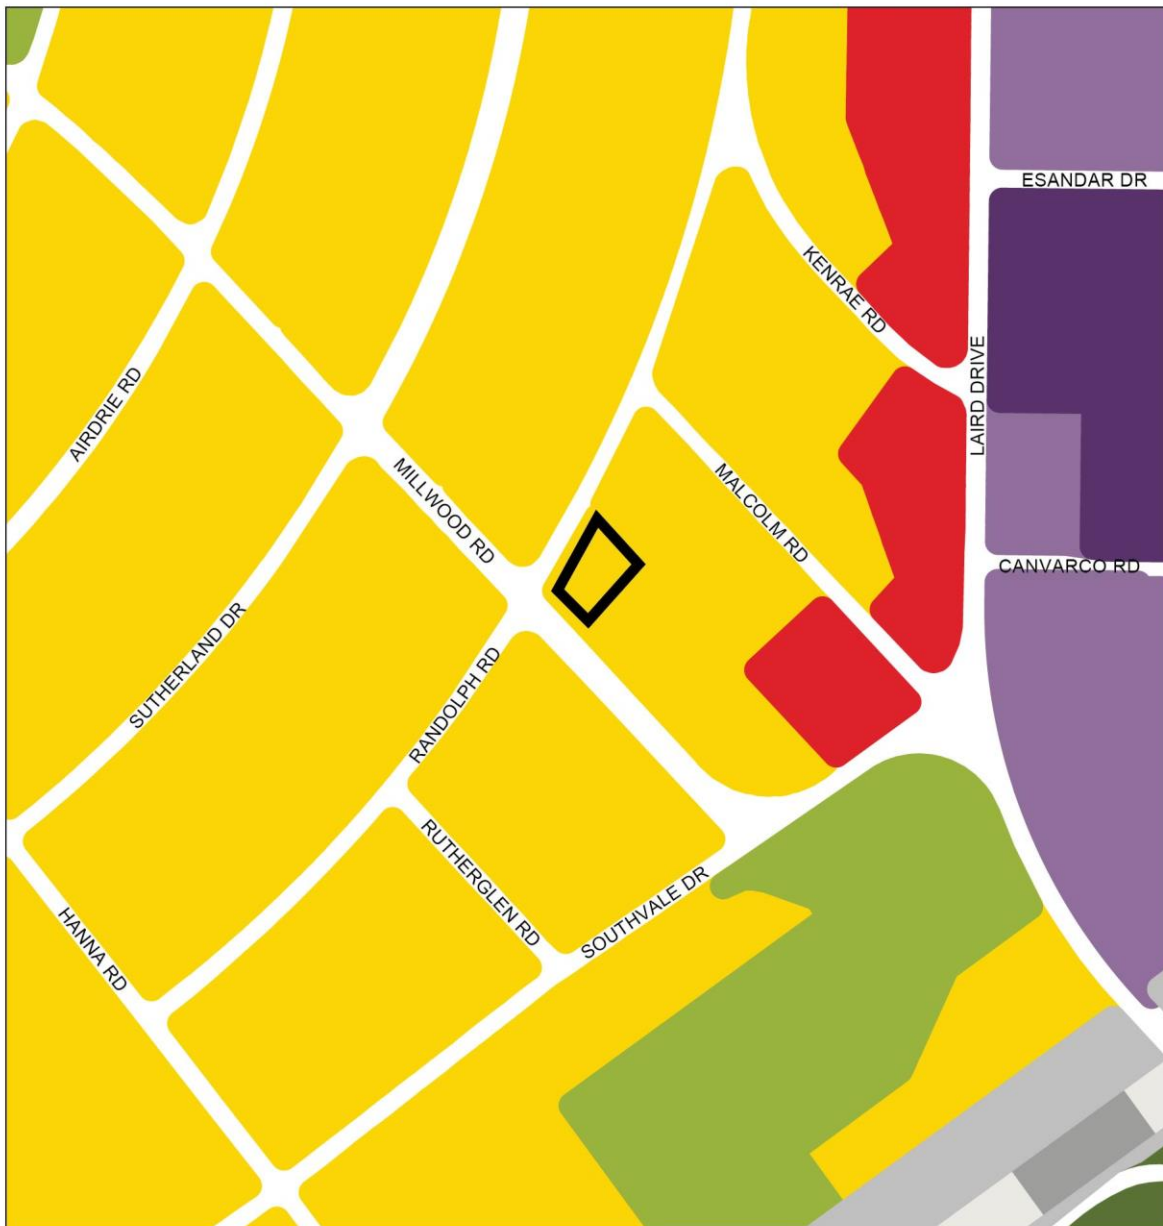 ESANDAR DR
KENRAE RD
LAIRD DRIVE
AIRDRIE RD
MILLWOOD RD
MALCOLM RD
CANVARCO RD
SUTHERLAND DR
RANDOLPH RD
RUTHERGLEN RD
SOUTHVALE DR
HANNA RD